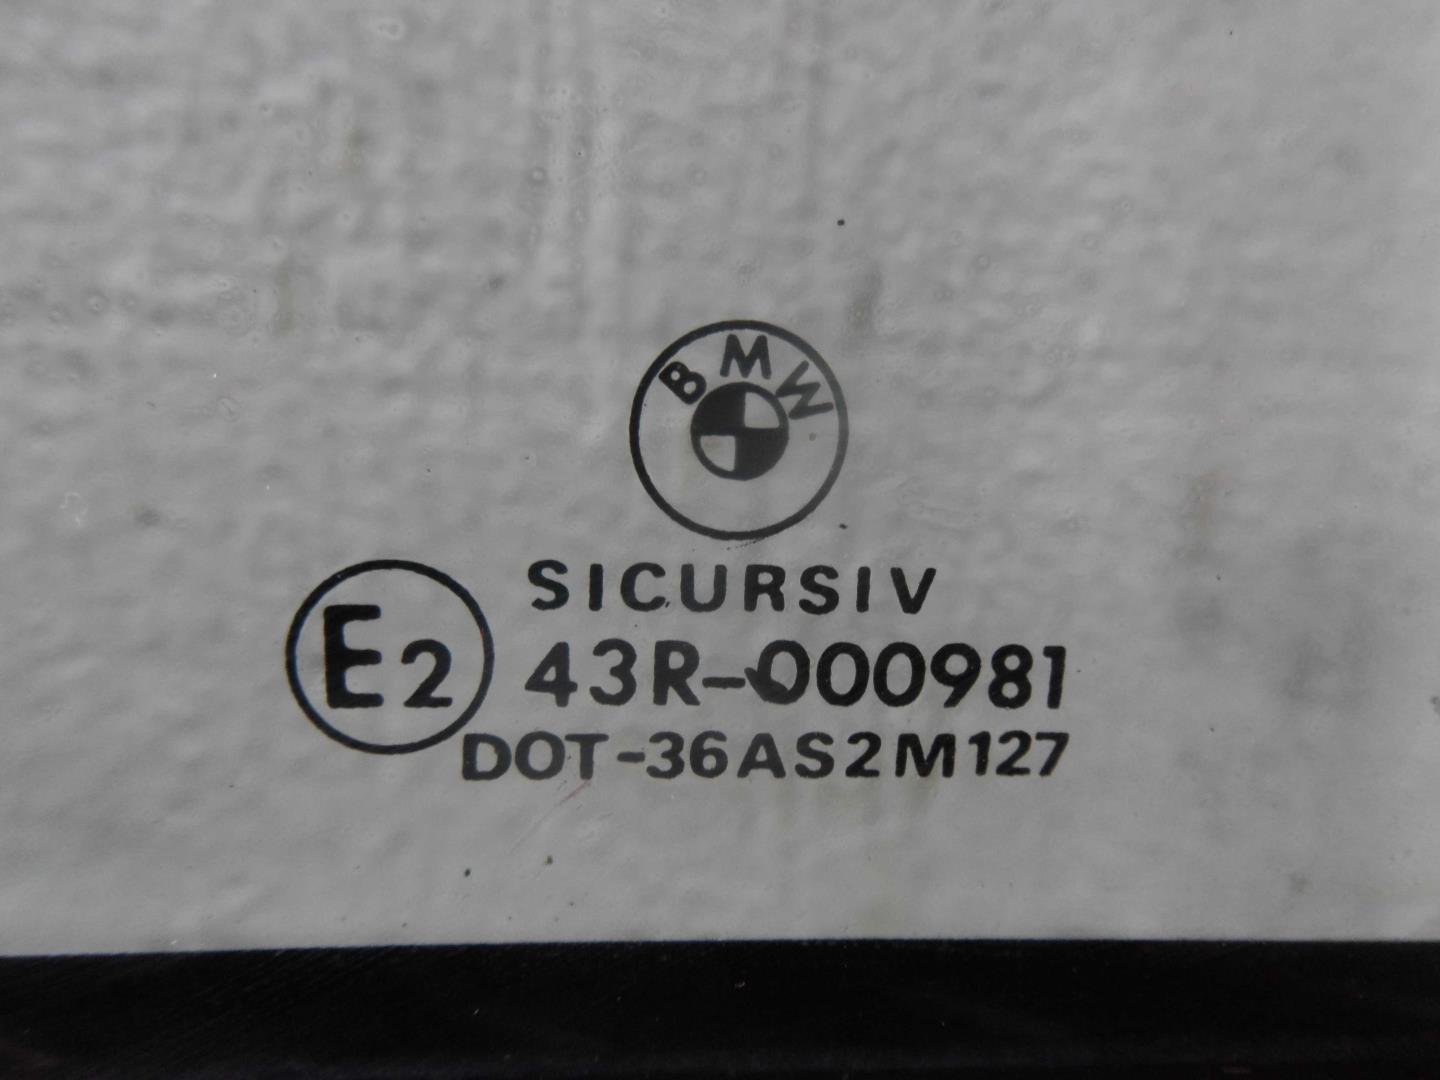 BMW
SICURSIV
E2 43R-000981
DOT-36AS2M127